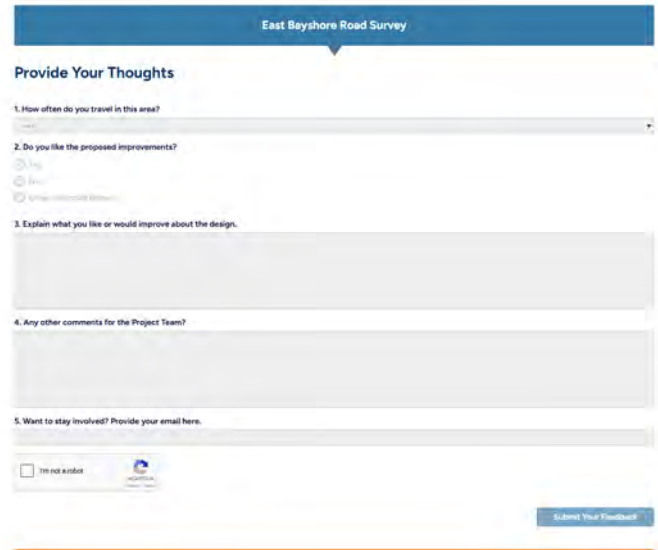 East Bayshore Road Survey
Provide Your Thoughts
1. How often do you travel in this area?
2. Do you like the proposed improvements?
3. Explain what you like or would improve about the design.
4. Any other comments for the Project Team?
5. Want to stay involved? Provide your email here.
I'm not a robot
reCAPTCHA
Submit Your Feedback